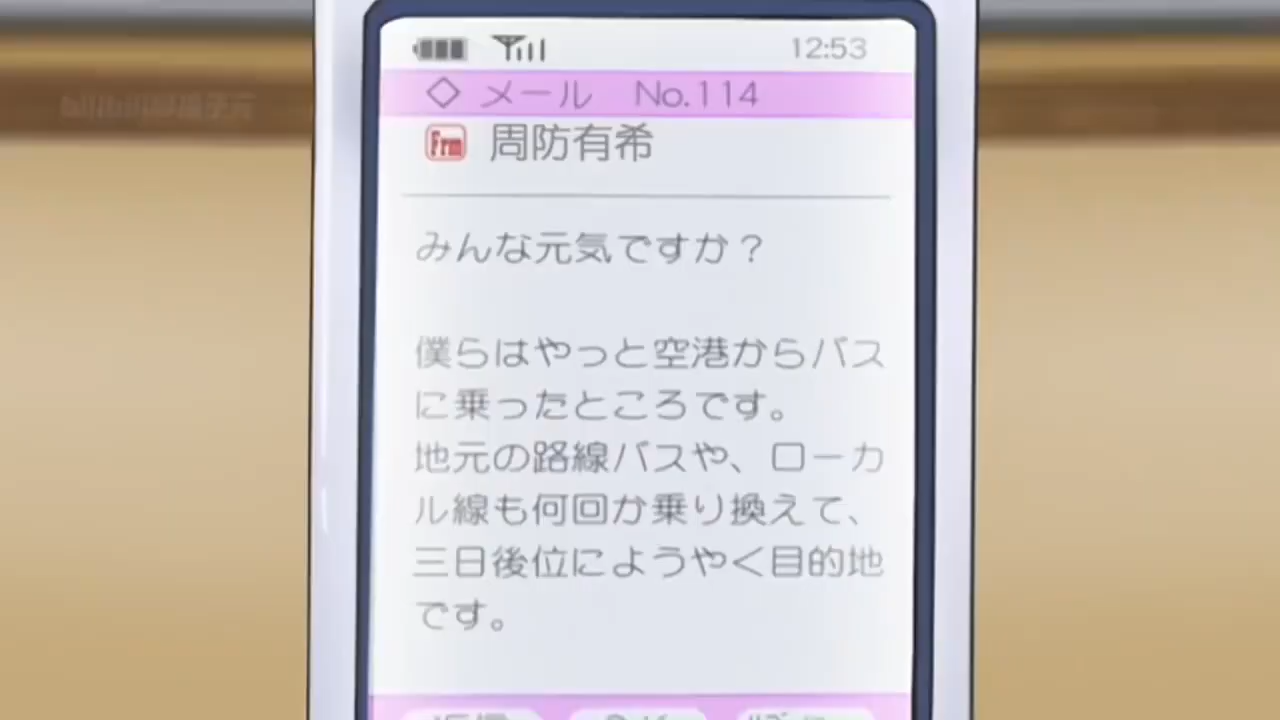 12:53
◇ メール No.114
Frm 周防有希
みんな元気ですか？
僕らはやっと空港からバス
に乗ったところです。
地元の路線バスや、ローカ
ル線も何回か乗り換えて、
三日後位にようやく目的地
です。